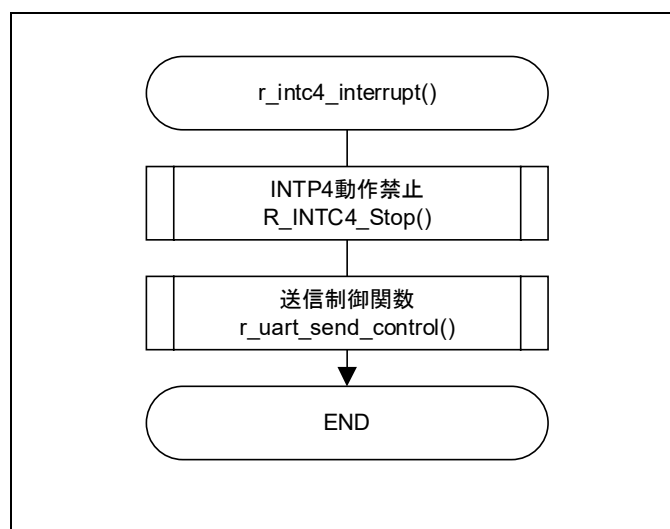 r_intc4_interrupt()
INTP4動作禁止
R_INTC4_Stop()
送信制御関数
r_uart_send_control()
END